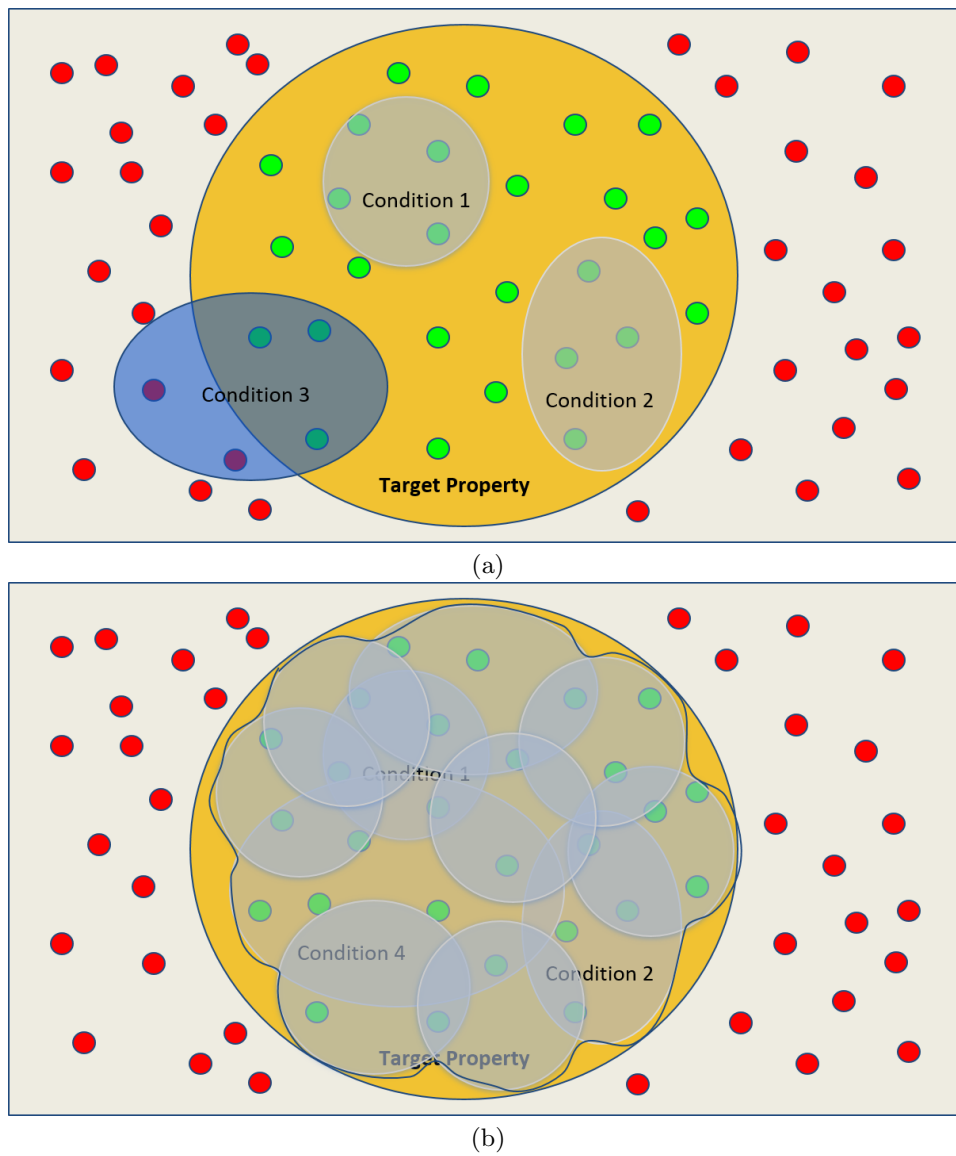 Condition 1
Condition 3
Condition 2
Target Property
(a)
Condition 1
Condition 4
Condition 2
Target Property
(b)